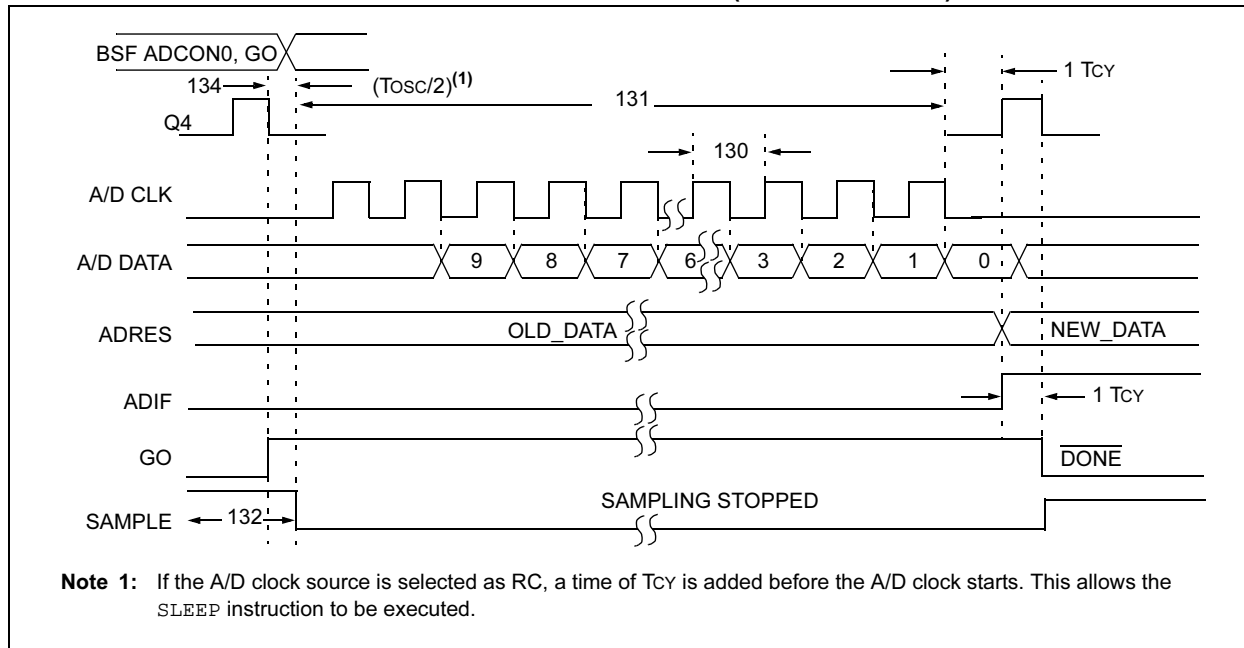 BSF ADCON0, GO
134
(TOSC/2)(1)
131
1 TCY
Q4
130
A/D CLK
A/D DATA
9 8 7 6 3 2 1 0
ADRES
OLD_DATA
NEW_DATA
ADIF
1 TCY
GO
DONE
SAMPLING STOPPED
SAMPLE
132
Note 1: If the A/D clock source is selected as RC, a time of TCY is added before the A/D clock starts. This allows the
SLEEP instruction to be executed.